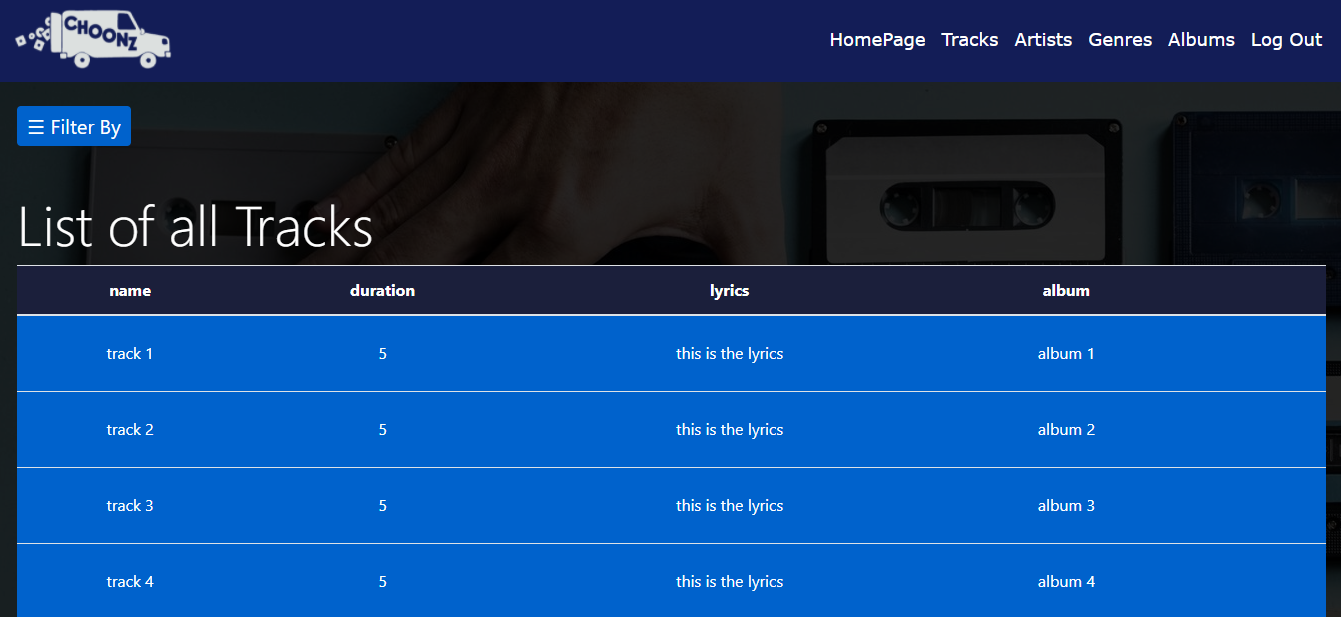 CHOONZ
HomePage Tracks Artists Genres Albums Log Out
☰ Filter By
List of all Tracks
name duration lyrics album
track 1 5 this is the lyrics album 1
track 2 5 this is the lyrics album 2
track 3 5 this is the lyrics album 3
track 4 5 this is the lyrics album 4